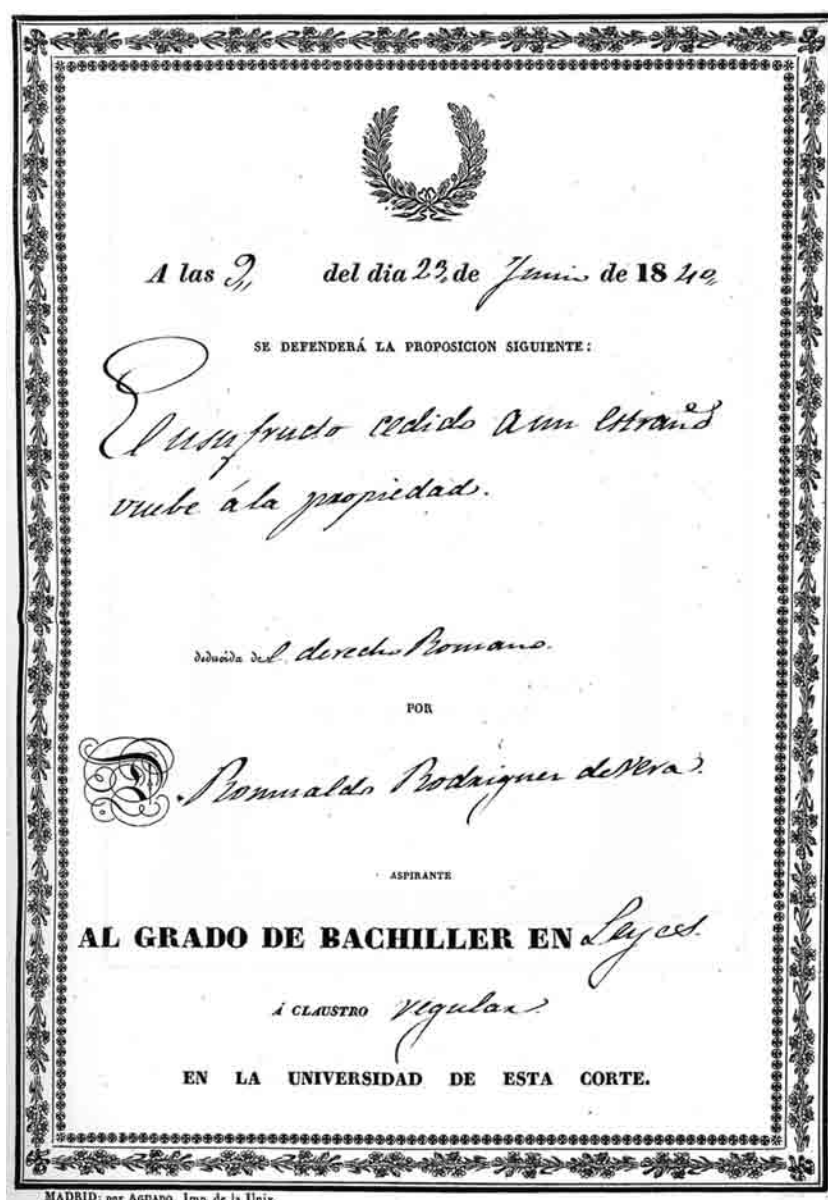 A las 9,, del dia 23, de Junio de 1840,,
SE DEFENDERÁ LA PROPOSICION SIGUIENTE:
El usufructo cedido a un estraño
vuelve á la propiedad.
deducida del derecho Romano.
POR
D. Romualdo Rodriguez de Vera.
ASPIRANTE
AL GRADO DE BACHILLER EN Leyes.
Á CLAUSTRO regular.
EN LA UNIVERSIDAD DE ESTA CORTE.
MADRID: por AGUADO, Imp. de la Univ.